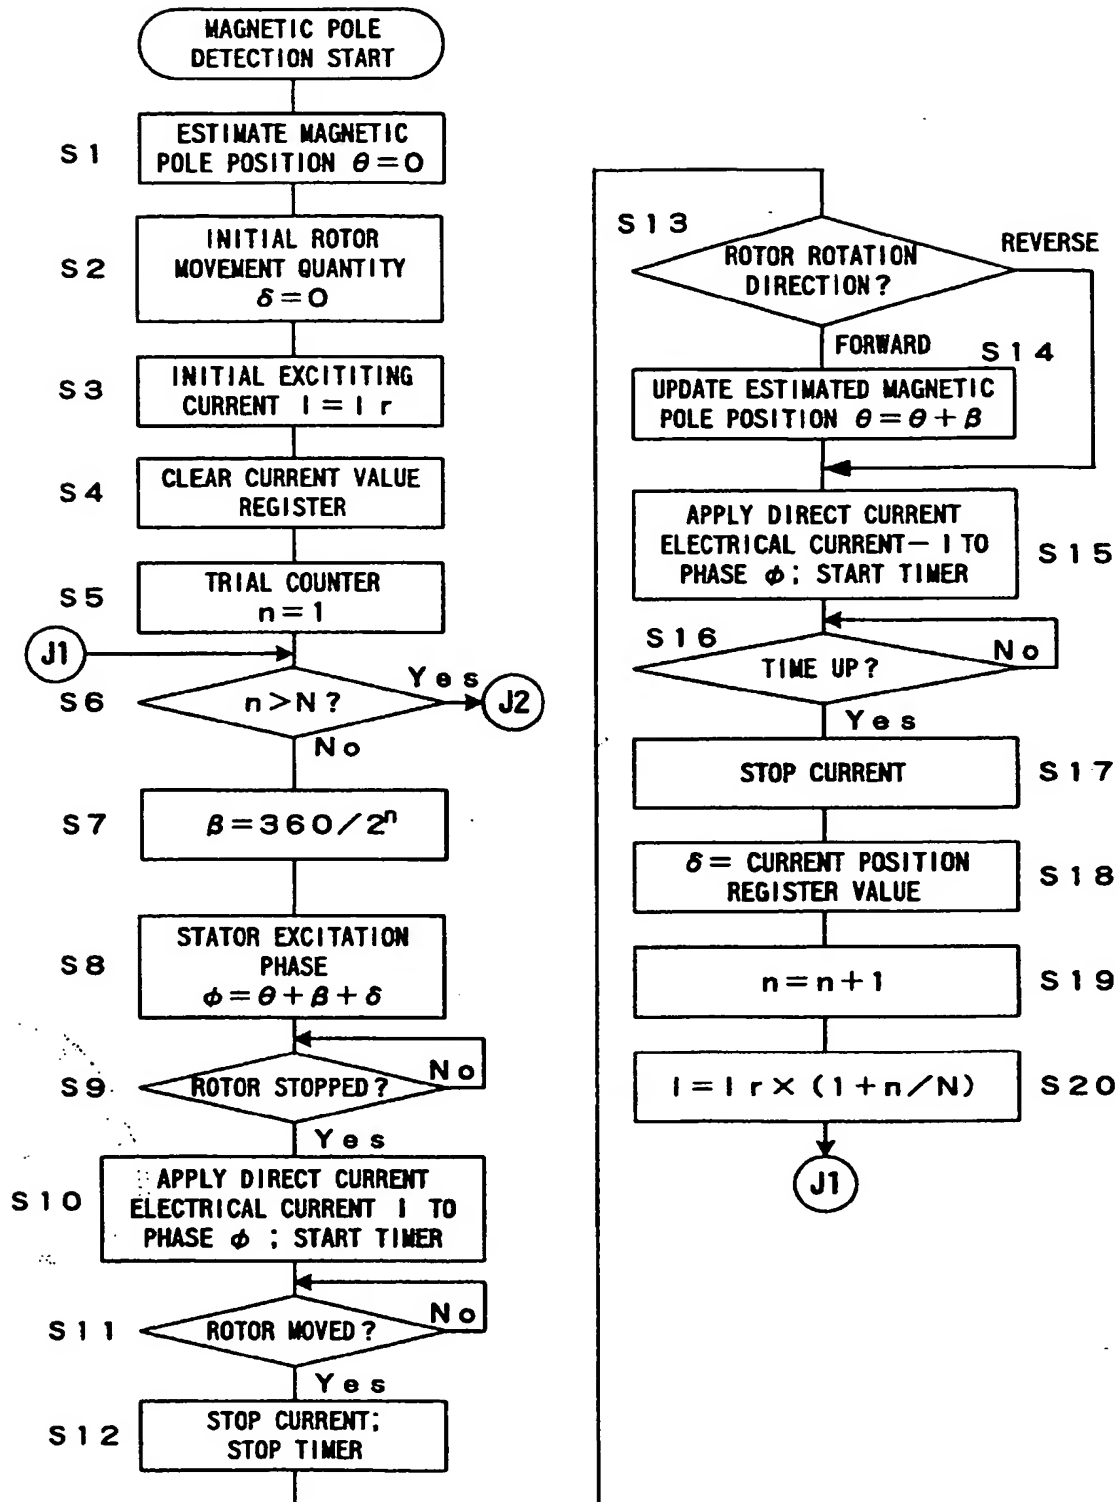 MAGNETIC POLE
DETECTION START
S1
ESTIMATE MAGNETIC
POLE POSITION θ=0
S2
INITIAL ROTOR
MOVEMENT QUANTITY
δ=0
S3
INITIAL EXCITITING
CURRENT I=Ir
S4
CLEAR CURRENT VALUE
REGISTER
S5
TRIAL COUNTER
n=1
J1
S6
n>N?
Yes
J2
No
S7
β=360/2ⁿ
S8
STATOR EXCITATION
PHASE
φ=θ+β+δ
S9
ROTOR STOPPED?
No
Yes
S10
APPLY DIRECT CURRENT
ELECTRICAL CURRENT I TO
PHASE φ ; START TIMER
S11
ROTOR MOVED?
No
Yes
S12
STOP CURRENT;
STOP TIMER
S13
ROTOR ROTATION
DIRECTION?
REVERSE
FORWARD
S14
UPDATE ESTIMATED MAGNETIC
POLE POSITION θ=θ+β
APPLY DIRECT CURRENT
ELECTRICAL CURRENT-I TO
PHASE φ; START TIMER
S15
S16
TIME UP?
No
Yes
STOP CURRENT
S17
δ= CURRENT POSITION
REGISTER VALUE
S18
n=n+1
S19
I=Ir×(1+n/N)
S20
J1